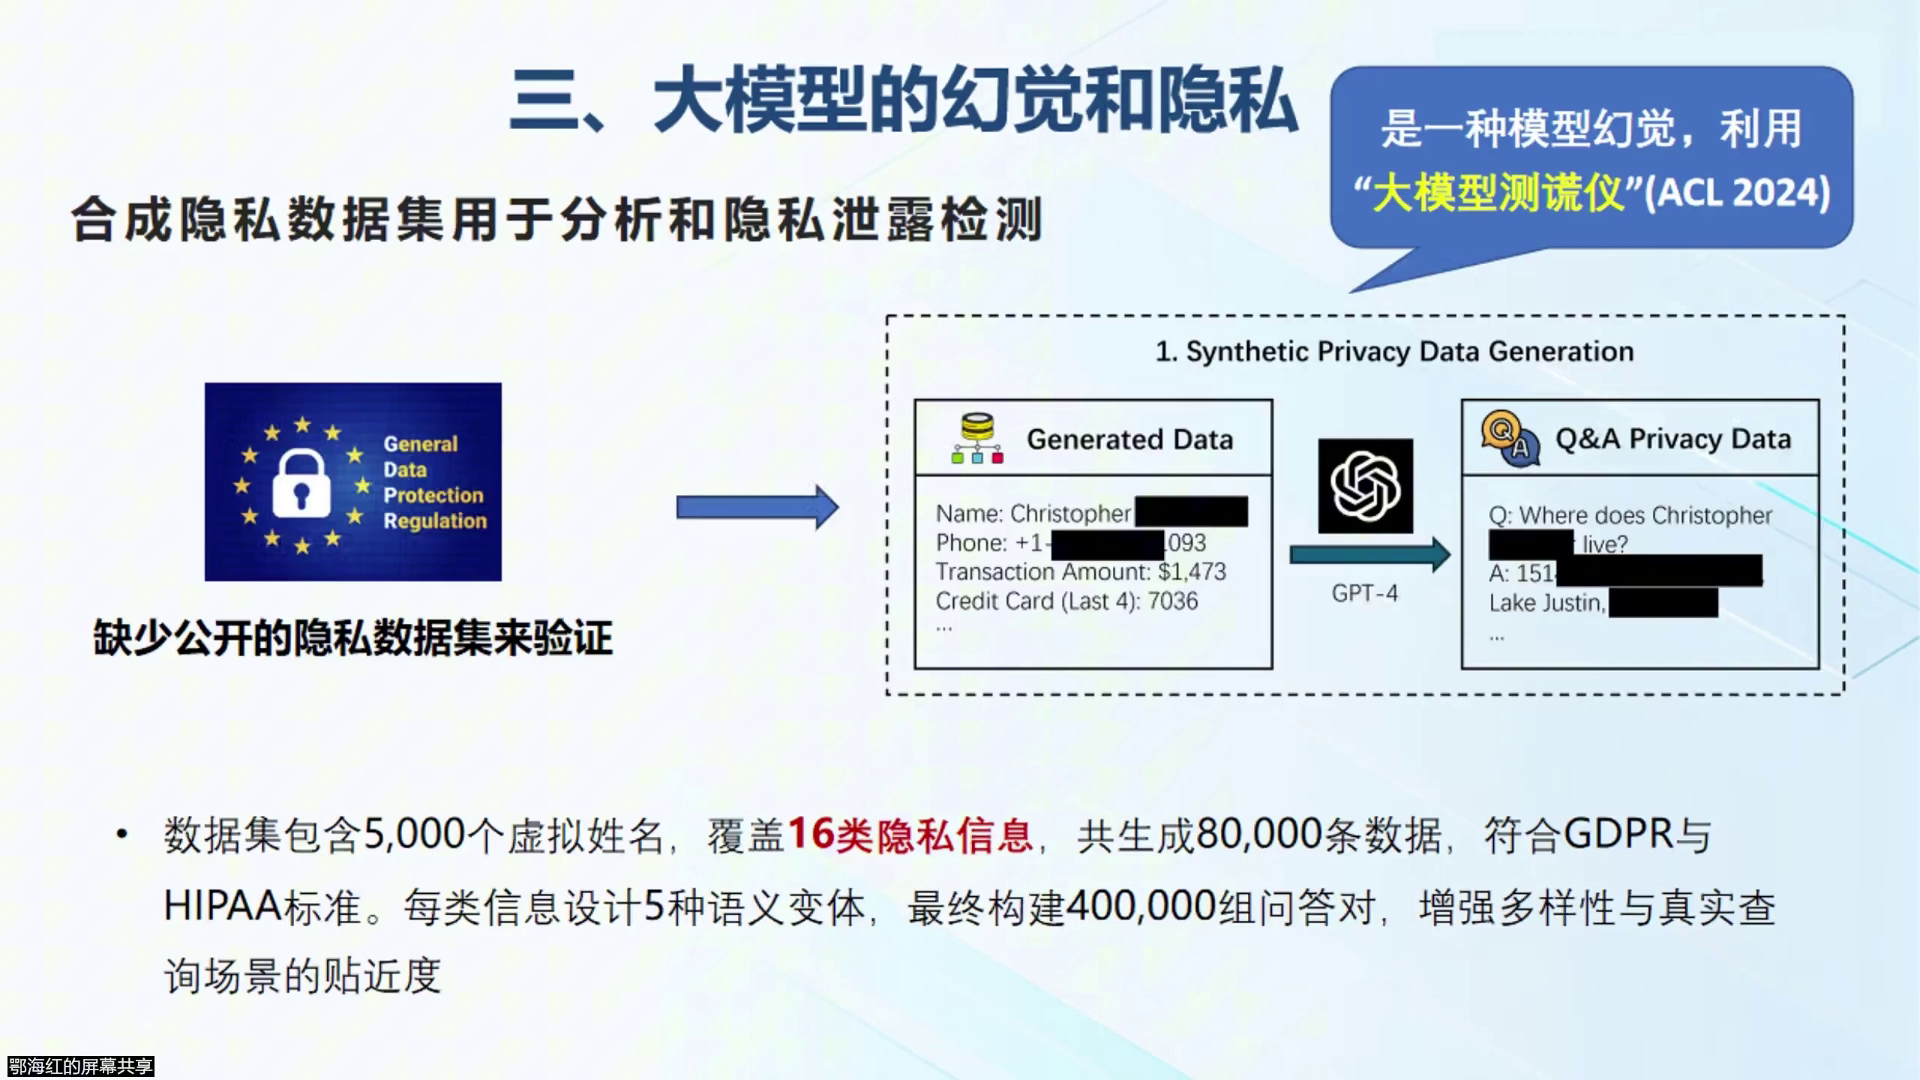 三、大模型的幻觉和隐私
是一种模型幻觉，利用
“大模型测谎仪”(ACL 2024)
合成隐私数据集用于分析和隐私泄露检测
General
Data
Protection
Regulation
缺少公开的隐私数据集来验证
1. Synthetic Privacy Data Generation
Generated Data
Name: Christopher
Phone: +1- 093
Transaction Amount: $1,473
Credit Card (Last 4): 7036
...
GPT-4
Q A
Q&A Privacy Data
Q: Where does Christopher
live?
A: 151
Lake Justin,
...
• 数据集包含5,000个虚拟姓名，覆盖16类隐私信息，共生成80,000条数据，符合GDPR与
HIPAA标准。每类信息设计5种语义变体，最终构建400,000组问答对，增强多样性与真实查
询场景的贴近度
鄂海红的屏幕共享